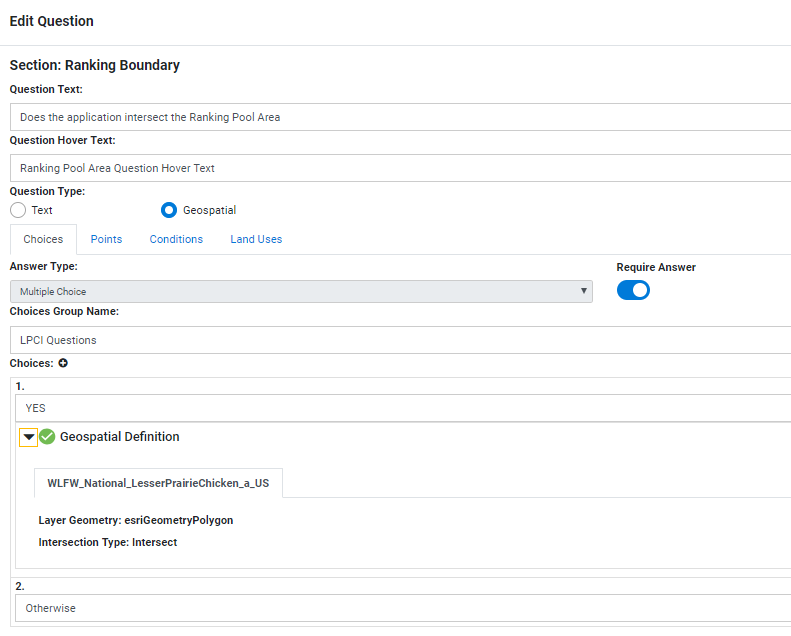 Edit Question
Section: Ranking Boundary
Question Text:
Does the application intersect the Ranking Pool Area
Question Hover Text:
Ranking Pool Area Question Hover Text
Question Type:
Text Geospatial
Choices Points Conditions Land Uses
Answer Type: Require Answer
Multiple Choice
Choices Group Name:
LPCI Questions
Choices:
1.
YES
Geospatial Definition
WLFW_National_LesserPrairieChicken_a_US
Layer Geometry: esriGeometryPolygon
Intersection Type: Intersect
2.
Otherwise